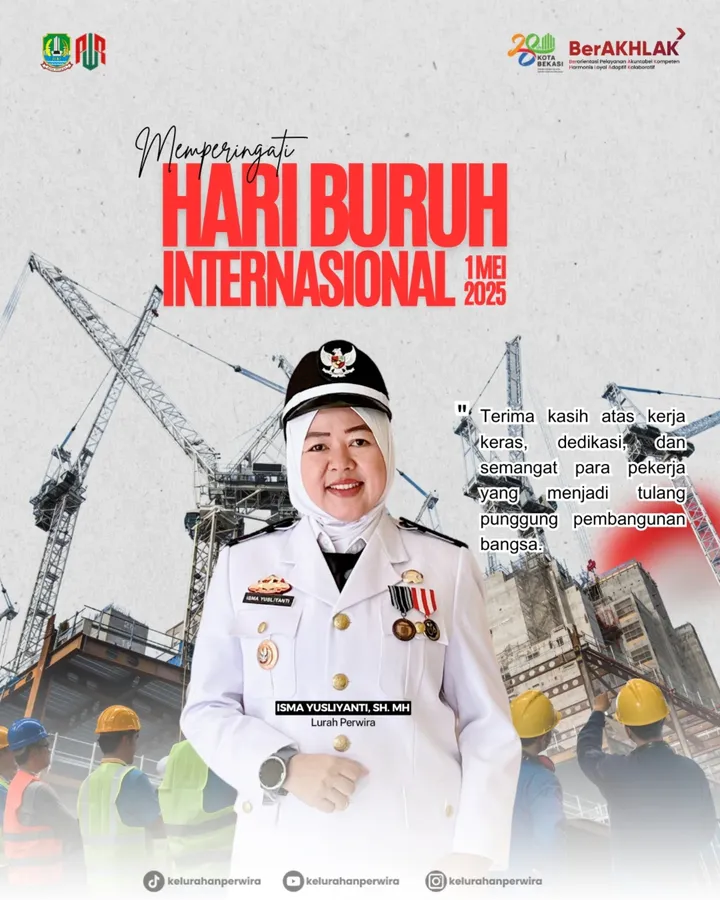 28 KOTA
BEKASI
BerAKHLAK
Berorientasi Pelayanan Akuntabel Kompeten
Harmonis Loyal Adaptif Kolaboratif
Memperingati
HARI BURUH
INTERNASIONAL 1 MEI
2025
" Terima kasih atas kerja
keras, dedikasi, dan
semangat para pekerja
yang menjadi tulang
punggung pembangunan
bangsa.
ISMA YUSLIYANTI
ISMA YUSLIYANTI, SH. MH
Lurah Perwira
kelurahanperwira kelurahanperwira kelurahanperwira